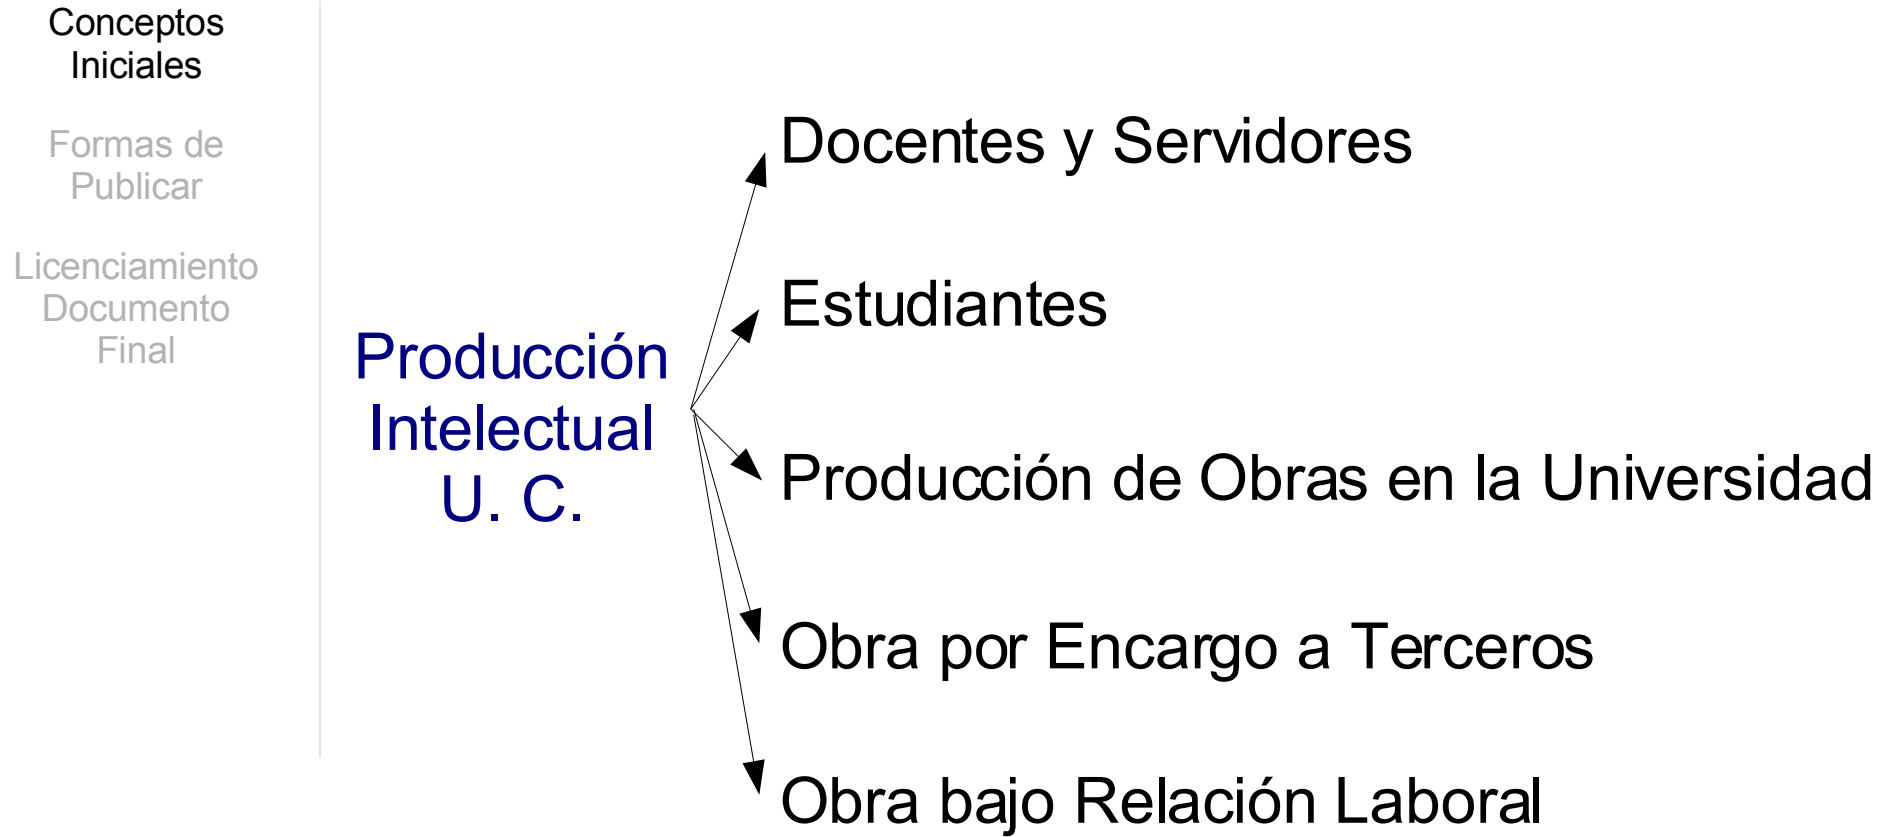 Conceptos
Iniciales
Formas de
Publicar
Licenciamiento
Documento
Final
Producción
Intelectual
U. C.
Docentes y Servidores
Estudiantes
Producción de Obras en la Universidad
Obra por Encargo a Terceros
Obra bajo Relación Laboral